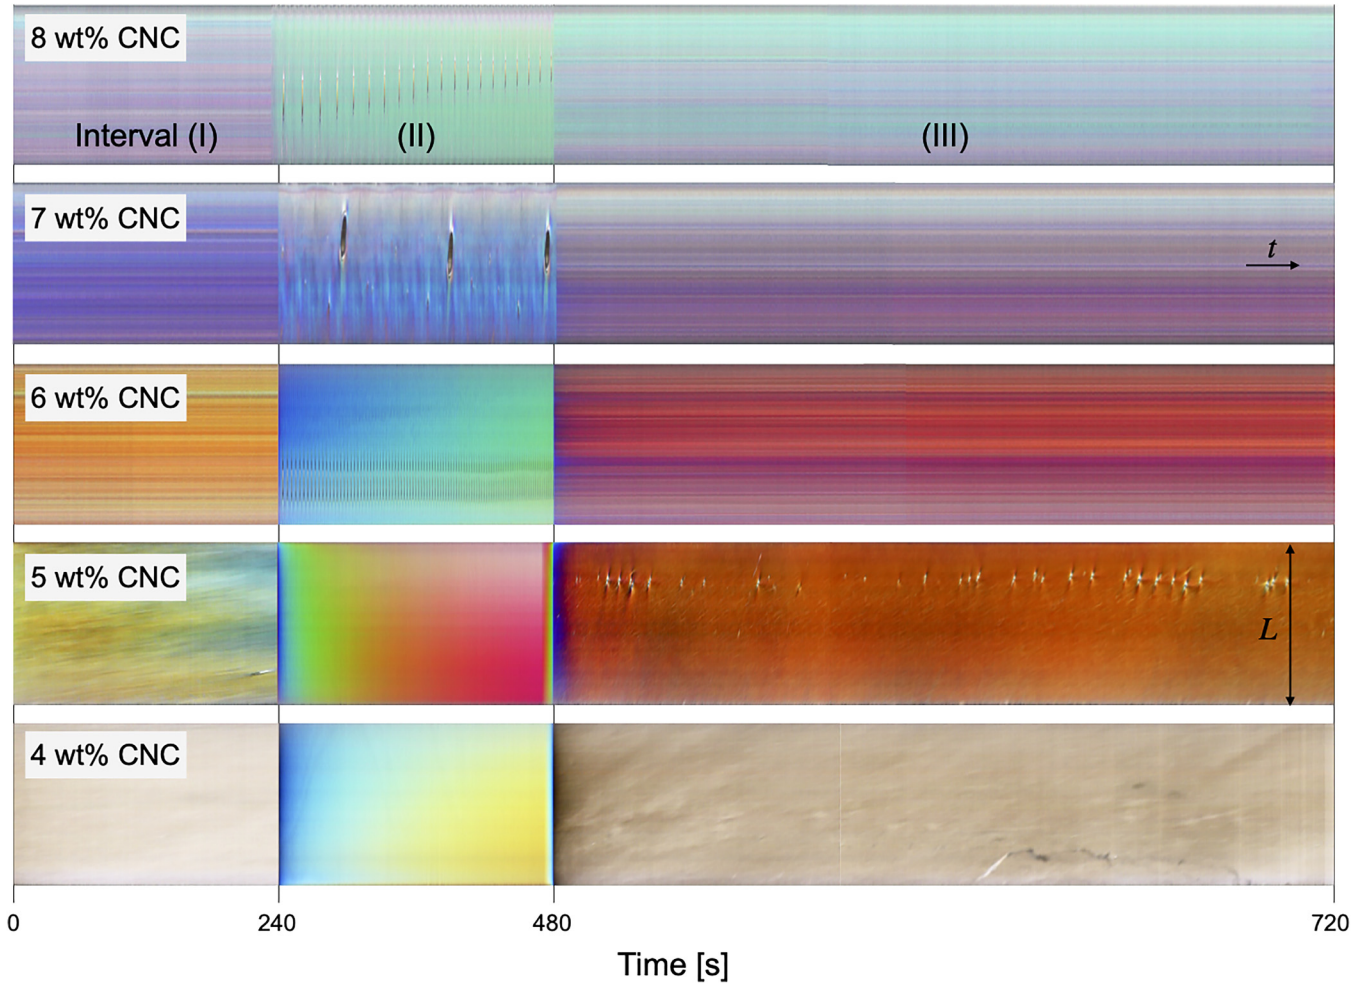 8 wt% CNC
Interval (I) (II) (III)
7 wt% CNC
t
6 wt% CNC
5 wt% CNC
L
4 wt% CNC
0 240 480 720
Time [s]